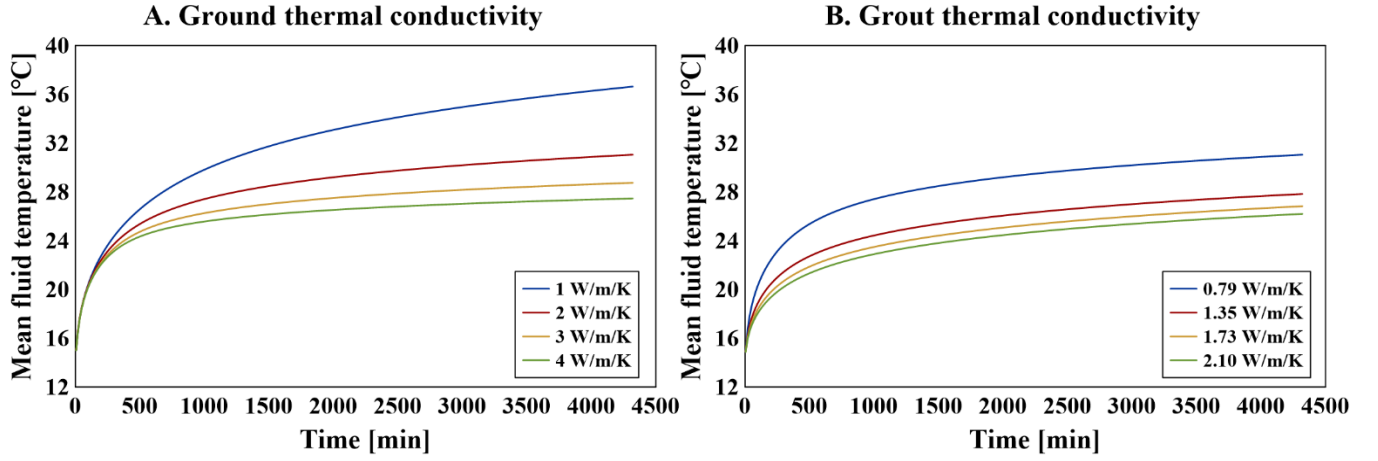 A. Ground thermal conductivity
Mean fluid temperature [°C]
40
36
32
28
24
20
16
12
1 W/m/K
2 W/m/K
3 W/m/K
4 W/m/K
0 500 1000 1500 2000 2500 3000 3500 4000 4500
Time [min]
B. Grout thermal conductivity
Mean fluid temperature [°C]
40
36
32
28
24
20
16
12
0.79 W/m/K
1.35 W/m/K
1.73 W/m/K
2.10 W/m/K
0 500 1000 1500 2000 2500 3000 3500 4000 4500
Time [min]